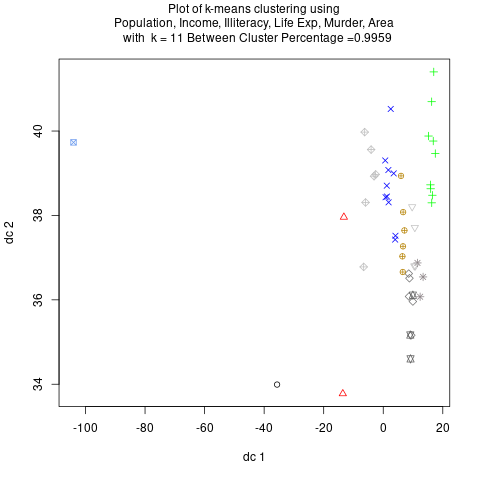 Plot of k-means clustering using
Population, Income, Illiteracy, Life Exp, Murder, Area
with k = 11 Between Cluster Percentage =0.9959
40
38
36
34
dc 2
-100
-80
-60
-40
-20
0
20
dc 1